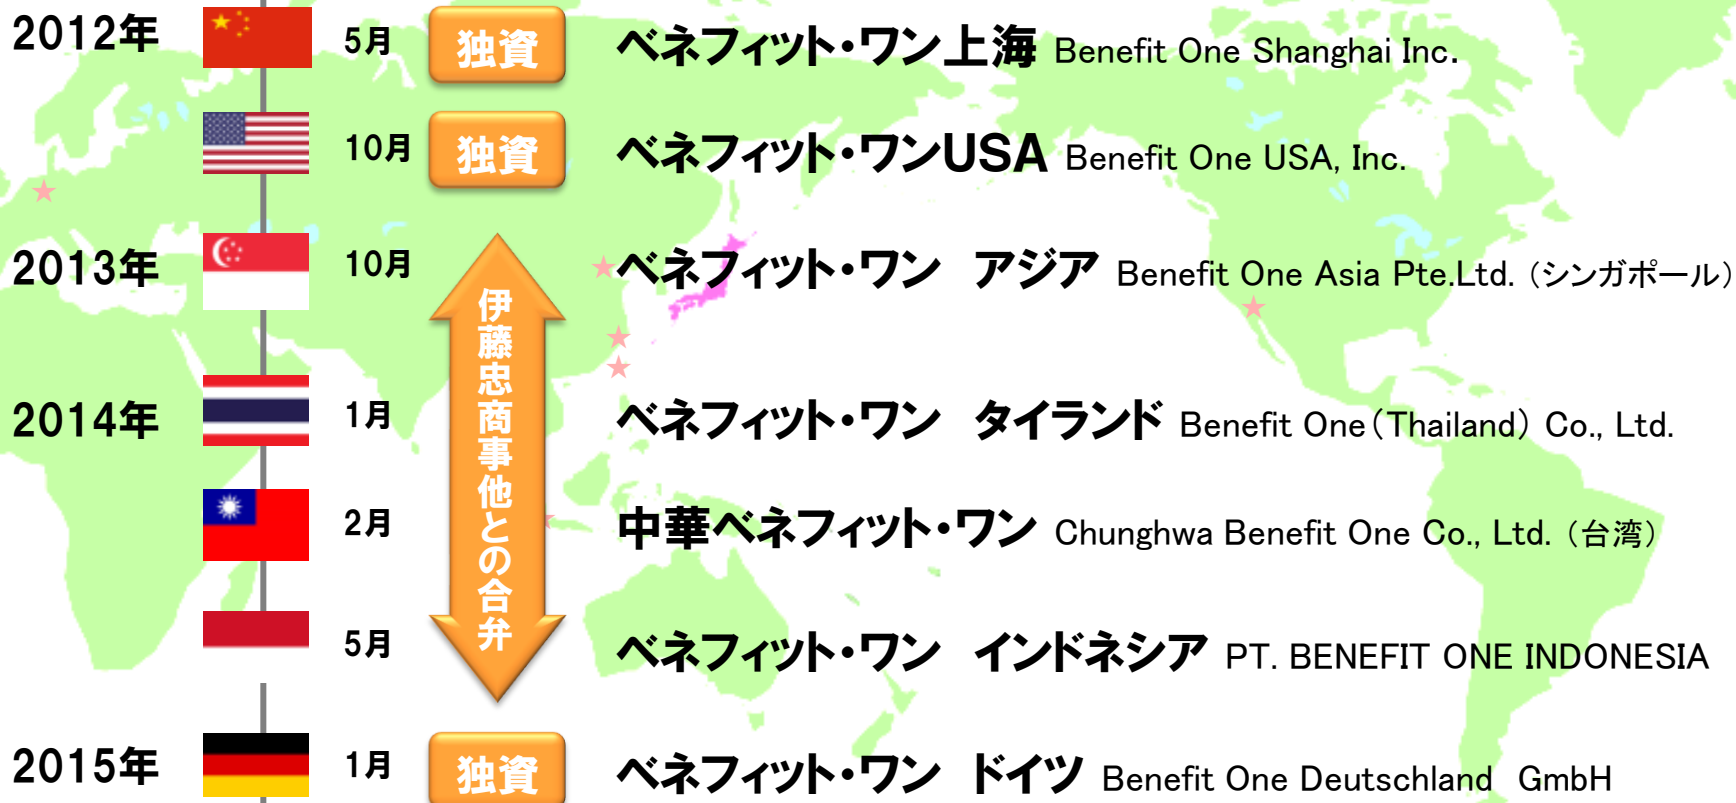 2012年 5月 独資 ベネフィット・ワン上海 Benefit One Shanghai Inc.
10月 独資 ベネフィット・ワンUSA Benefit One USA, Inc.
2013年 10月 ベネフィット・ワン　アジア Benefit One Asia Pte.Ltd.（シンガポール）
伊藤忠商事他との合弁
2014年 1月 ベネフィット・ワン　タイランド Benefit One（Thailand）Co., Ltd.
2月 中華ベネフィット・ワン Chunghwa Benefit One Co., Ltd.（台湾）
5月 ベネフィット・ワン　インドネシア PT. BENEFIT ONE INDONESIA
2015年 1月 独資 ベネフィット・ワン　ドイツ Benefit One Deutschland　GmbH